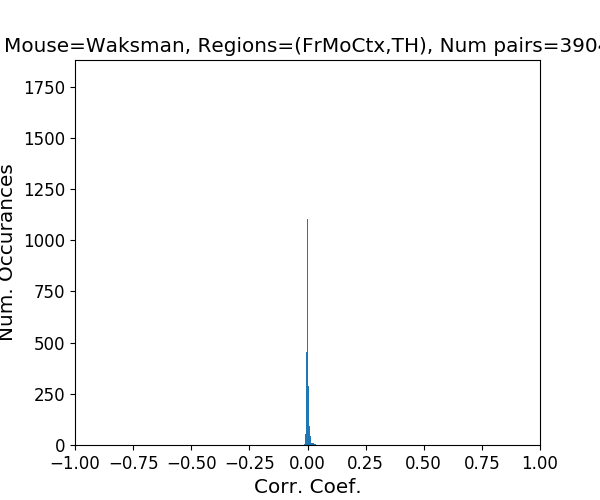 Mouse=Waksman, Regions=(FrMoCtx,TH), Num pairs=390
1750
1500
1250
1000
750
500
250
0
Num. Occurances
−1.00 −0.75 −0.50 −0.25 0.00 0.25 0.50 0.75 1.00
Corr. Coef.